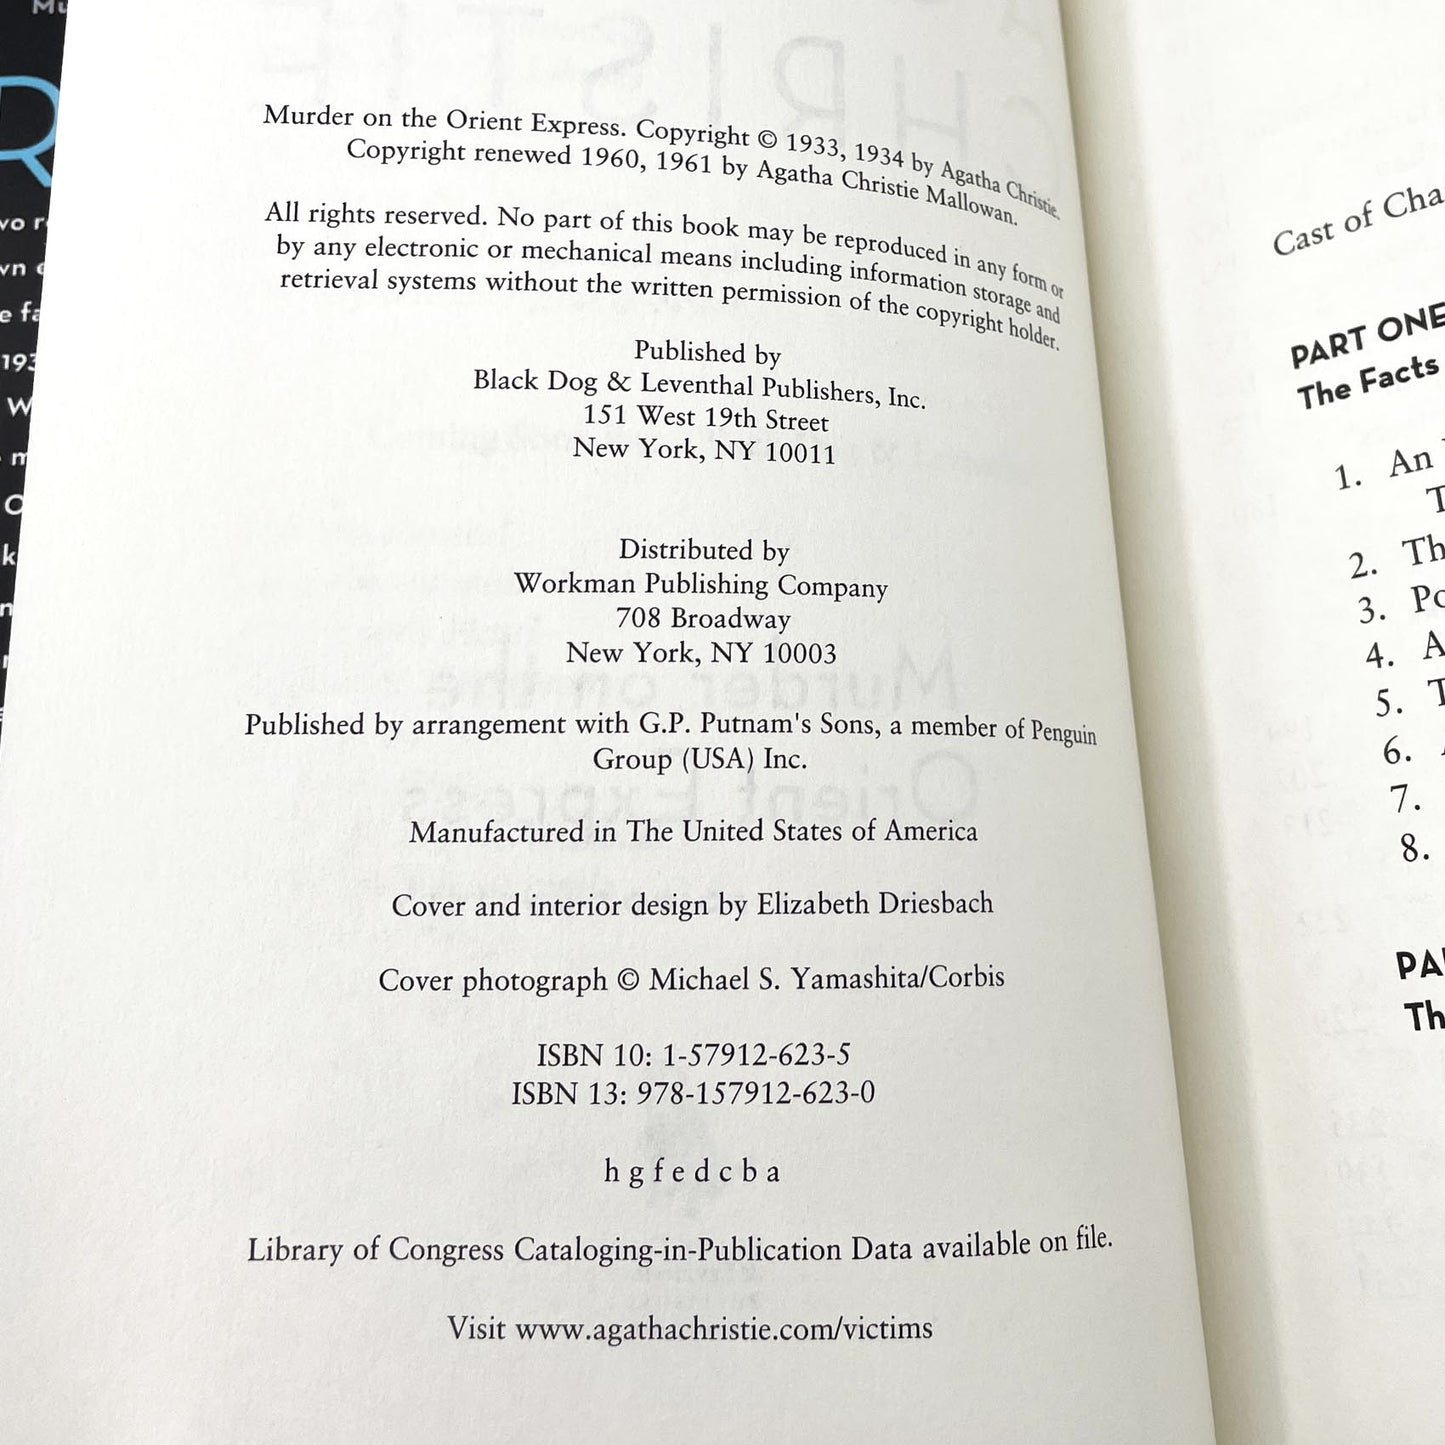 Murder on the Orient Express. Copyright © 1933, 1934 by Agatha Christie.
Copyright renewed 1960, 1961 by Agatha Christie Mallowan.
All rights reserved. No part of this book may be reproduced in any form or
by any electronic or mechanical means including information storage and
retrieval systems without the written permission of the copyright holder.
Published by
Black Dog & Leventhal Publishers, Inc.
151 West 19th Street
New York, NY 10011
Distributed by
Workman Publishing Company
708 Broadway
New York, NY 10003
Published by arrangement with G.P. Putnam's Sons, a member of Penguin
Group (USA) Inc.
Manufactured in The United States of America
Cover and interior design by Elizabeth Driesbach
Cover photograph © Michael S. Yamashita/Corbis
ISBN 10: 1-57912-623-5
ISBN 13: 978-157912-623-0
h g f e d c b a
Library of Congress Cataloging-in-Publication Data available on file.
Visit www.agathachristie.com/victims
Cast of Cha
PART ONE
The Facts
1. An
T
2. Th
3. Po
4. A
5. T
6.
7.
8.
PA
Th